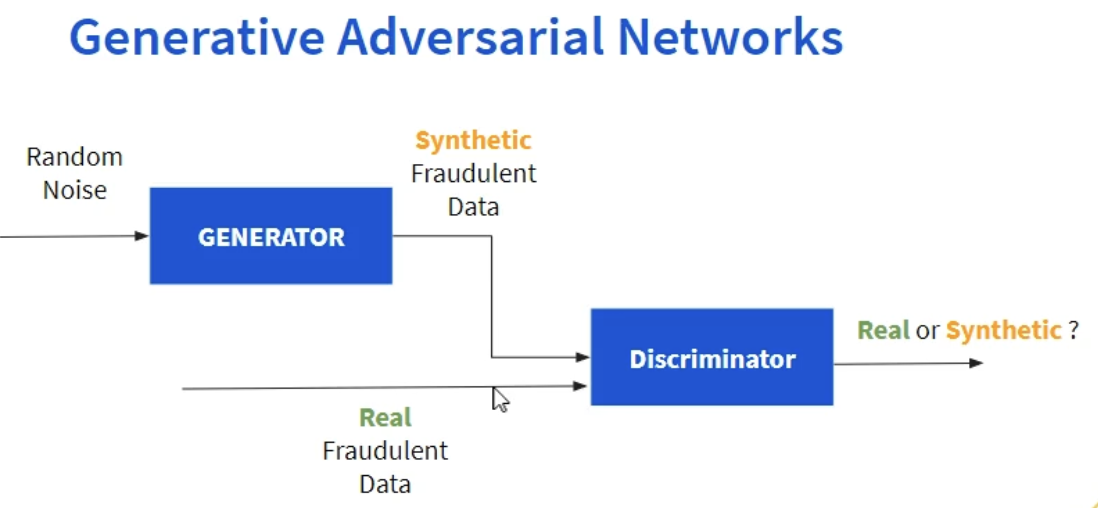 Generative Adversarial Networks
Random
Noise
GENERATOR
Synthetic
Fraudulent
Data
Real
Fraudulent
Data
Discriminator
Real or Synthetic ?